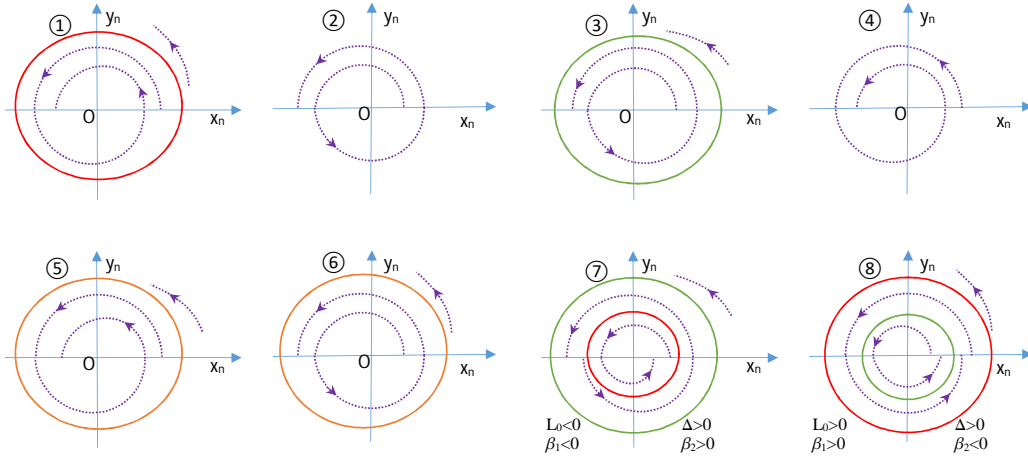 ① yₙ
O
xₙ
② yₙ
O
xₙ
③ yₙ
O
xₙ
④ yₙ
O
xₙ
⑤ yₙ
O
xₙ
⑥ yₙ
O
xₙ
⑦ yₙ
xₙ
L₀<0 Δ>0
β₁<0 β₂>0
⑧ yₙ
xₙ
L₀>0 Δ>0
β₁>0 β₂<0